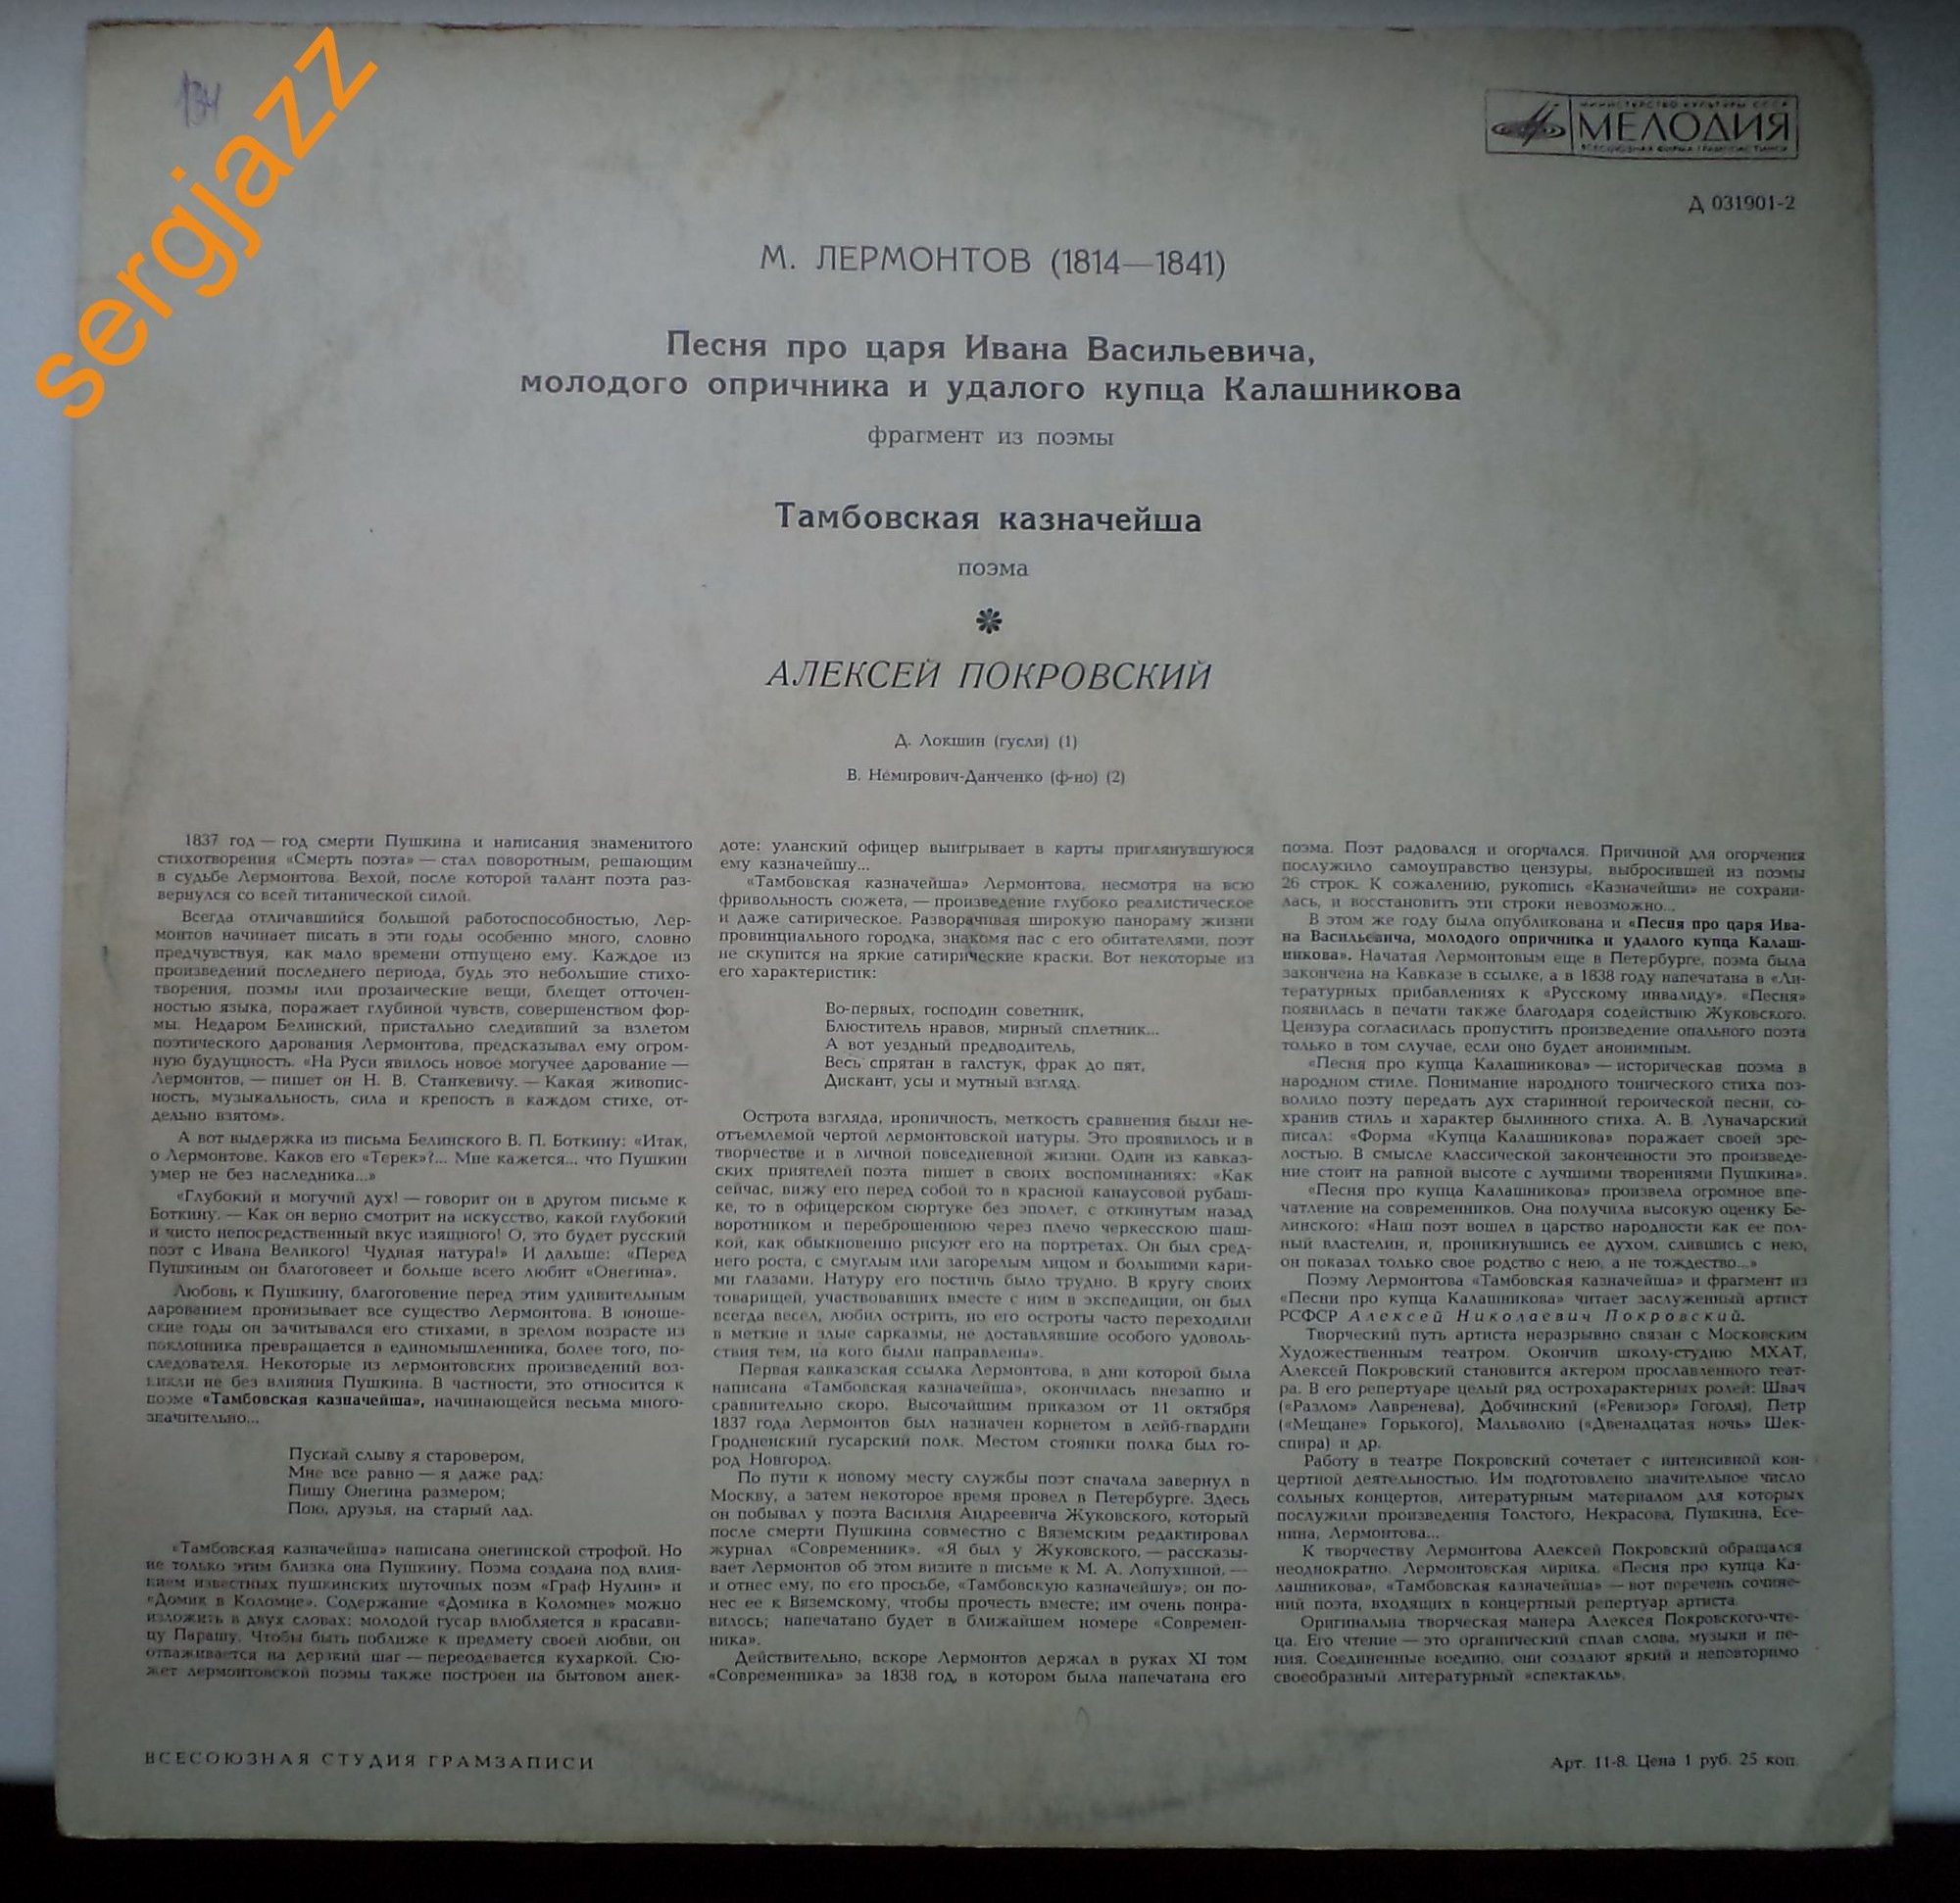 sergjazz
134
МИНИСТЕРСТВО КУЛЬТУРЫ СССР
МЕЛОДИЯ
ВСЕСОЮЗНАЯ ФИРМА ГРАМПЛАСТИНОК
Д 031901-2
М. ЛЕРМОНТОВ (1814—1841)
Песня про царя Ивана Васильевича,
молодого опричника и удалого купца Калашникова
фрагмент из поэмы
Тамбовская казначейша
поэма
АЛЕКСЕЙ ПОКРОВСКИЙ
Д. Локшин (гусли) (1)
В. Немирович-Данченко (ф-но) (2)
1837 год — год смерти Пушкина и написания знаменитого
стихотворения «Смерть поэта» — стал поворотным, решающим
в судьбе Лермонтова. Вехой, после которой талант поэта раз-
вернулся со всей титанической силой.
Всегда отличавшийся большой работоспособностью, Лер-
монтов начинает писать в эти годы особенно много, словно
предчувствуя, как мало времени отпущено ему. Каждое из
произведений последнего периода, будь это небольшие стихо-
творения, поэмы или прозаические вещи, блещет отточен-
ностью языка, поражает глубиной чувств, совершенством фор-
мы. Недаром Белинский, пристально следивший за взлетом
поэтического дарования Лермонтова, предсказывал ему огром-
ную будущность. «На Руси явилось новое могучее дарование —
Лермонтов, — пишет он Н. В. Станкевичу. — Какая живопис-
ность, музыкальность, сила и крепость в каждом стихе, от-
дельно взятом».
А вот выдержка из письма Белинского В. П. Боткину: «Итак,
о Лермонтове. Каков его «Терек»?... Мне кажется... что Пушкин
умер не без наследника...»
«Глубокий и могучий дух! — говорит он в другом письме к
Боткину. — Как он верно смотрит на искусство, какой глубокий
и чисто непосредственный вкус изящного! О, это будет русский
поэт с Ивана Великого! Чудная натура!» И дальше: «Перед
Пушкиным он благоговеет и больше всего любит «Онегина».
Любовь к Пушкину, благоговение перед этим удивительным
дарованием пронизывает все существо Лермонтова. В юноше-
ские годы он зачитывался его стихами, в зрелом возрасте из
поклонника превращается в единомышленника, более того, по-
следователя. Некоторые из лермонтовских произведений воз-
никли не без влияния Пушкина. В частности, это относится к
поэме «Тамбовская казначейша», начинающейся весьма много-
значительно...
Пускай слыву я старовером,
Мне все равно — я даже рад:
Пишу Онегина размером;
Пою, друзья, на старый лад.
«Тамбовская казначейша» написана онегинской строфой. Но
не только этим близка она Пушкину. Поэма создана под влия-
нием известных пушкинских шуточных поэм «Граф Нулин» и
«Домик в Коломне». Содержание «Домика в Коломне» можно
изложить в двух словах: молодой гусар влюбляется в красави-
цу Парашу. Чтобы быть поближе к предмету своей любви, он
отваживается на дерзкий шаг — переодевается кухаркой. Сю-
жет лермонтовской поэмы также построен на бытовом анек-
доте: уланский офицер выигрывает в карты приглянувшуюся
ему казначейшу...
«Тамбовская казначейша» Лермонтова, несмотря на всю
фривольность сюжета, — произведение глубоко реалистическое
и даже сатирическое. Разворачивая широкую панораму жизни
провинциального городка, знакомя нас с его обитателями, поэт
не скупится на яркие сатирические краски. Вот некоторые из
его характеристик:
Во-первых, господин советник,
Блюститель нравов, мирный сплетник...
А вот уездный предводитель,
Весь спрятан в галстук, фрак до пят,
Дискант, усы и мутный взгляд.
Острота взгляда, ироничность, меткость сравнения были не-
отъемлемой чертой лермонтовской натуры. Это проявилось и в
творчестве и в личной повседневной жизни. Один из кавказ-
ских приятелей поэта пишет в своих воспоминаниях: «Как
сейчас, вижу его перед собой то в красной канаусовой рубаш-
ке, то в офицерском сюртуке без эполет, с откинутым назад
воротником и переброшенною через плечо черкесскою шаш-
кой, как обыкновенно рисуют его на портретах. Он был сред-
него роста, с смуглым или загорелым лицом и большими кари-
ми глазами. Натуру его постичь было трудно. В кругу своих
товарищей, участвовавших вместе с ним в экспедиции, он был
всегда весел, любил острить, но его остроты часто переходили
в меткие и злые сарказмы, не доставлявшие особого удоволь-
ствия тем, на кого были направлены».
Первая кавказская ссылка Лермонтова, в дни которой была
написана «Тамбовская казначейша», окончилась внезапно и
сравнительно скоро. Высочайшим приказом от 11 октября
1837 года Лермонтов был назначен корнетом в лейб-гвардии
Гродненский гусарский полк. Местом стоянки полка был го-
род Новгород.
По пути к новому месту службы поэт сначала завернул в
Москву, а затем некоторое время провел в Петербурге. Здесь
он побывал у поэта Василия Андреевича Жуковского, который
после смерти Пушкина совместно с Вяземским редактировал
журнал «Современник». «Я был у Жуковского, — рассказы-
вает Лермонтов об этом визите в письме к М. А. Лопухиной, —
и отнес ему, по его просьбе, «Тамбовскую казначейшу»; он по-
нес ее к Вяземскому, чтобы прочесть вместе; им очень понра-
вилось; напечатано будет в ближайшем номере «Современ-
ника».
Действительно, вскоре Лермонтов держал в руках XI том
«Современника» за 1838 год, в котором была напечатана его
поэма. Поэт радовался и огорчался. Причиной для огорчения
послужило самоуправство цензуры, выбросившей из поэмы
26 строк. К сожалению, рукопись «Казначейши» не сохрани-
лась, и восстановить эти строки невозможно...
В этом же году была опубликована и «Песня про царя Ива-
на Васильевича, молодого опричника и удалого купца Калаш-
никова». Начатая Лермонтовым еще в Петербурге, поэма была
закончена на Кавказе в ссылке, а в 1838 году напечатана в «Ли-
тературных прибавлениях к «Русскому инвалиду». «Песня»
появилась в печати также благодаря содействию Жуковского.
Цензура согласилась пропустить произведение опального поэта
только в том случае, если оно будет анонимным.
«Песня про купца Калашникова» — историческая поэма в
народном стиле. Понимание народного тонического стиха поз-
волило поэту передать дух старинной героической песни, со-
хранив стиль и характер былинного стиха. А. В. Луначарский
писал: «Форма «Купца Калашникова» поражает своей зре-
лостью. В смысле классической законченности это произведе-
ние стоит на равной высоте с лучшими творениями Пушкина».
«Песня про купца Калашникова» произвела огромное впе-
чатление на современников. Она получила высокую оценку Бе-
линского: «Наш поэт вошел в царство народности как ее пол-
ный властелин, и, проникнувшись ее духом, слившись с нею,
он показал только свое родство с нею, а не тождество...»
Поэму Лермонтова «Тамбовская казначейша» и фрагмент из
«Песни про купца Калашникова» читает заслуженный артист
РСФСР Алексей Николаевич Покровский.
Творческий путь артиста неразрывно связан с Московским
Художественным театром. Окончив школу-студию МХАТ,
Алексей Покровский становится актером прославленного теат-
ра. В его репертуаре целый ряд острохарактерных ролей: Швач
(«Разлом» Лавренева), Добчинский («Ревизор» Гоголя), Петр
(«Мещане» Горького), Мальволио («Двенадцатая ночь» Шек-
спира) и др.
Работу в театре Покровский сочетает с интенсивной кон-
цертной деятельностью. Им подготовлено значительное число
сольных концертов, литературным материалом для которых
послужили произведения Толстого, Некрасова, Пушкина, Есе-
нина, Лермонтова...
К творчеству Лермонтова Алексей Покровский обращался
неоднократно. Лермонтовская лирика, «Песня про купца Ка-
лашникова», «Тамбовская казначейша» — вот перечень сочине-
ний поэта, входящих в концертный репертуар артиста.
Оригинальна творческая манера Алексея Покровского-чте-
ца. Его чтение — это органический сплав слова, музыки и пе-
ния. Соединенные воедино, они создают яркий и неповторимо
своеобразный литературный «спектакль».
ВСЕСОЮЗНАЯ СТУДИЯ ГРАМЗАПИСИ
Арт. 11-8. Цена 1 руб. 25 коп.